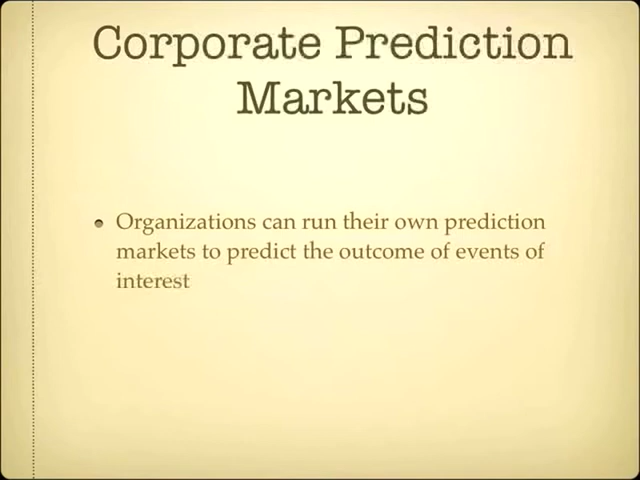 Corporate Prediction
Markets
Organizations can run their own prediction
markets to predict the outcome of events of
interest